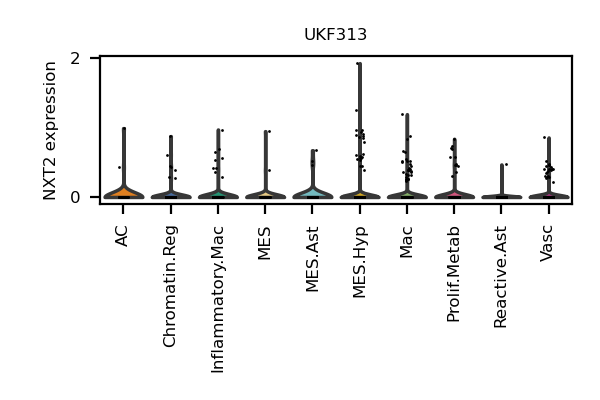 UKF313
NXT2 expression
2
0
AC
Chromatin.Reg
Inflammatory.Mac
MES
MES.Ast
MES.Hyp
Mac
Prolif.Metab
Reactive.Ast
Vasc